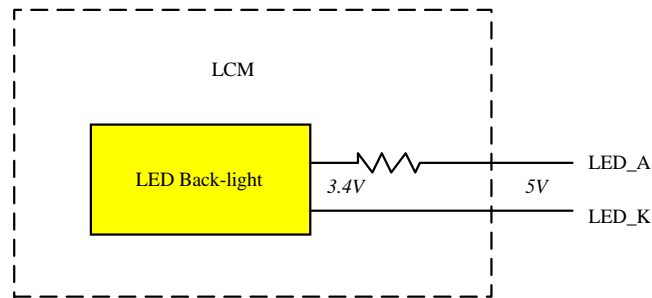 LCM
LED Back-light
3.4V
5V
LED_A
LED_K